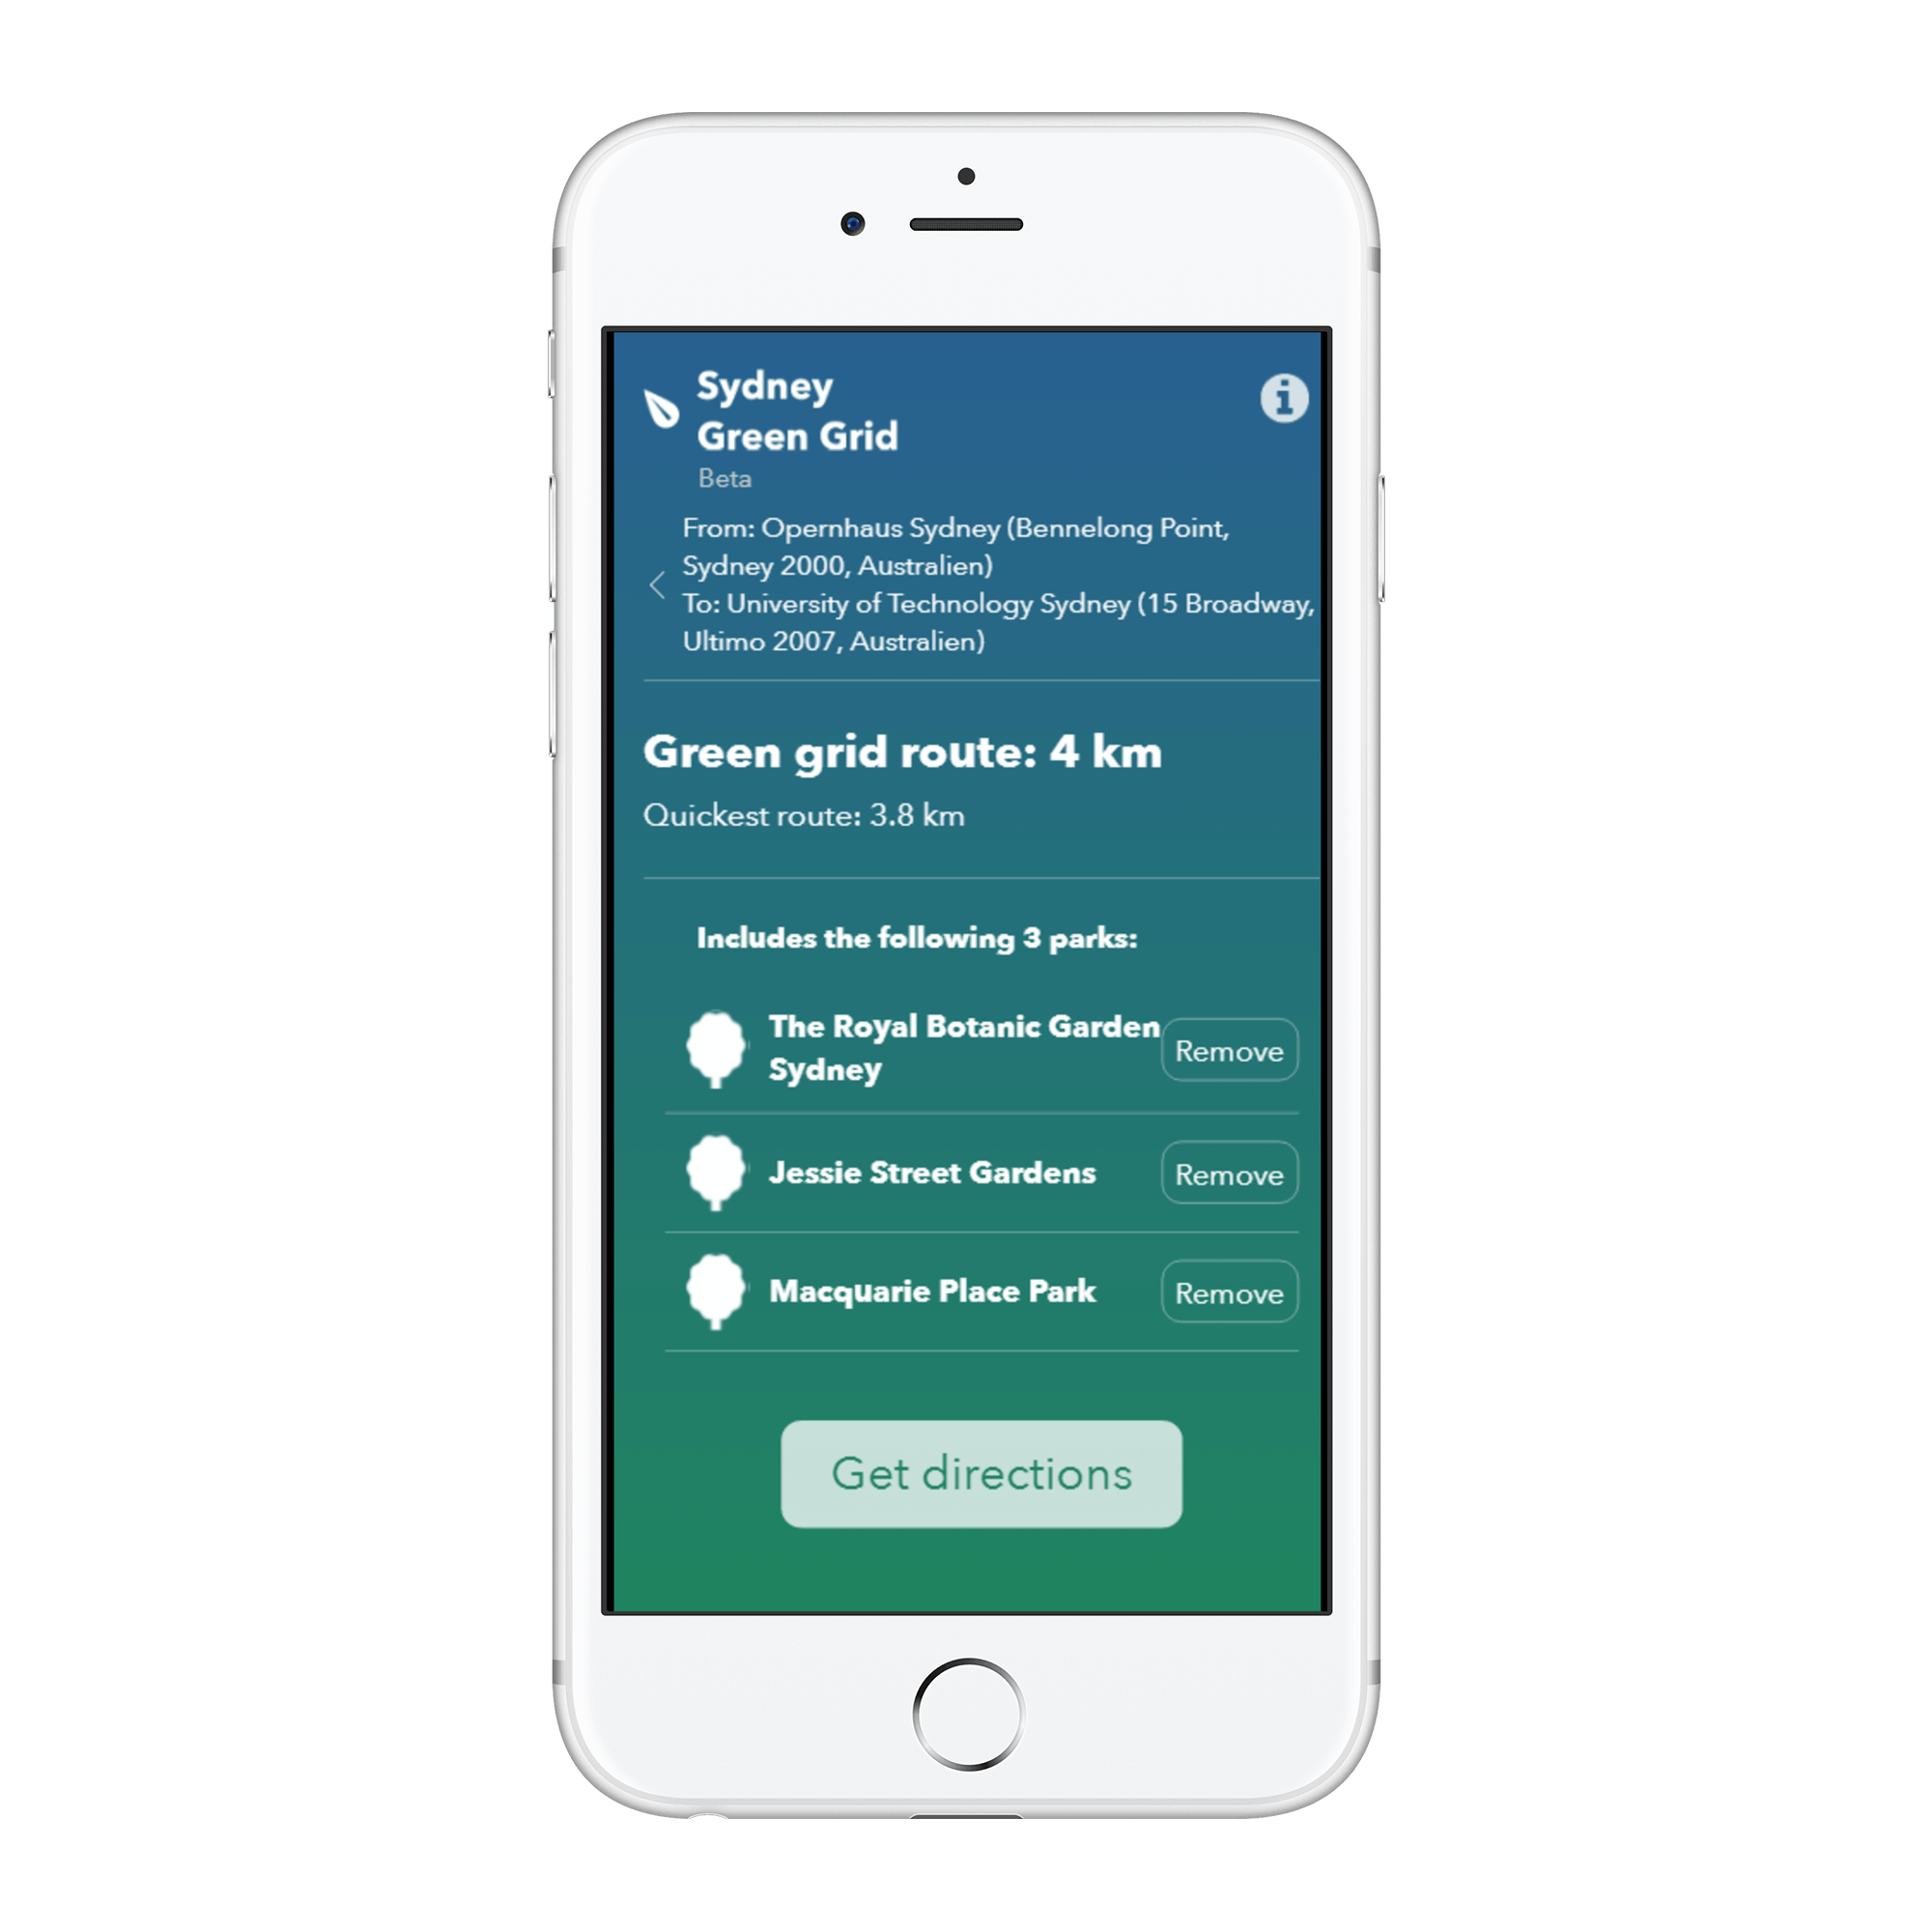 Sydney
Green Grid
Beta
From: Opernhaus Sydney (Bennelong Point,
Sydney 2000, Australien)
To: University of Technology Sydney (15 Broadway,
Ultimo 2007, Australien)
Green grid route: 4 km
Quickest route: 3.8 km
Includes the following 3 parks:
The Royal Botanic Garden
Sydney
Remove
Jessie Street Gardens
Remove
Macquarie Place Park
Remove
Get directions